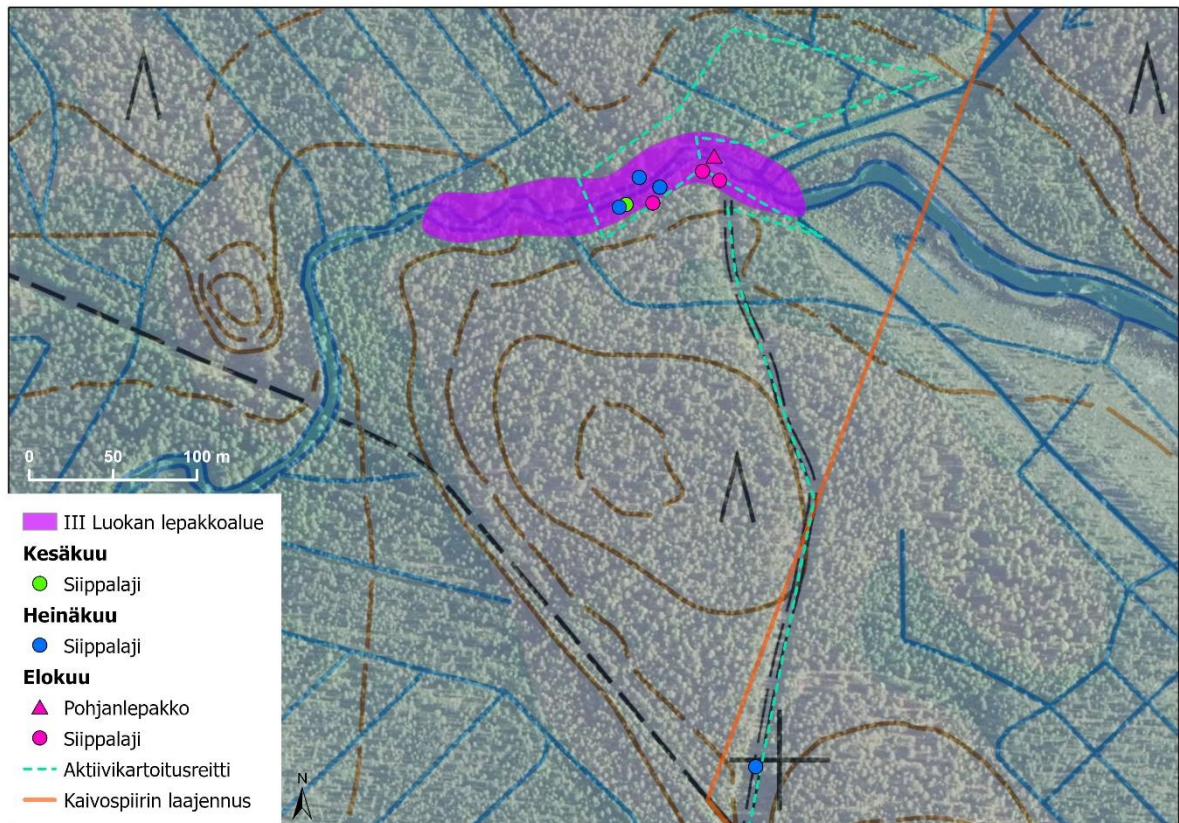 0 50 100 m
III Luokan lepakkoalue
Kesäkuu
Siippalaji
Heinäkuu
Siippalaji
Elokuu
Pohjanlepakko
Siippalaji
Aktiivikartoitusreitti
Kaivospiirin laajennus
N